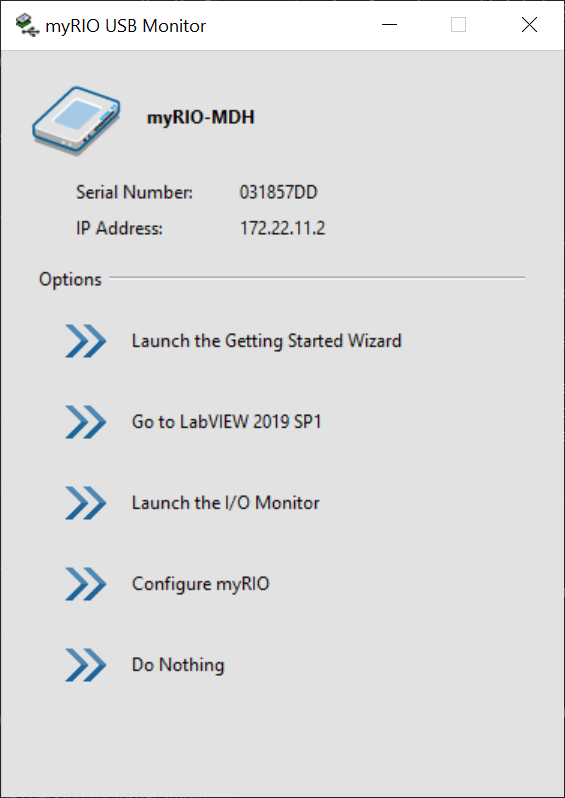 myRIO USB Monitor
myRIO-MDH
Serial Number: 031857DD
IP Address: 172.22.11.2
Options
Launch the Getting Started Wizard
Go to LabVIEW 2019 SP1
Launch the I/O Monitor
Configure myRIO
Do Nothing